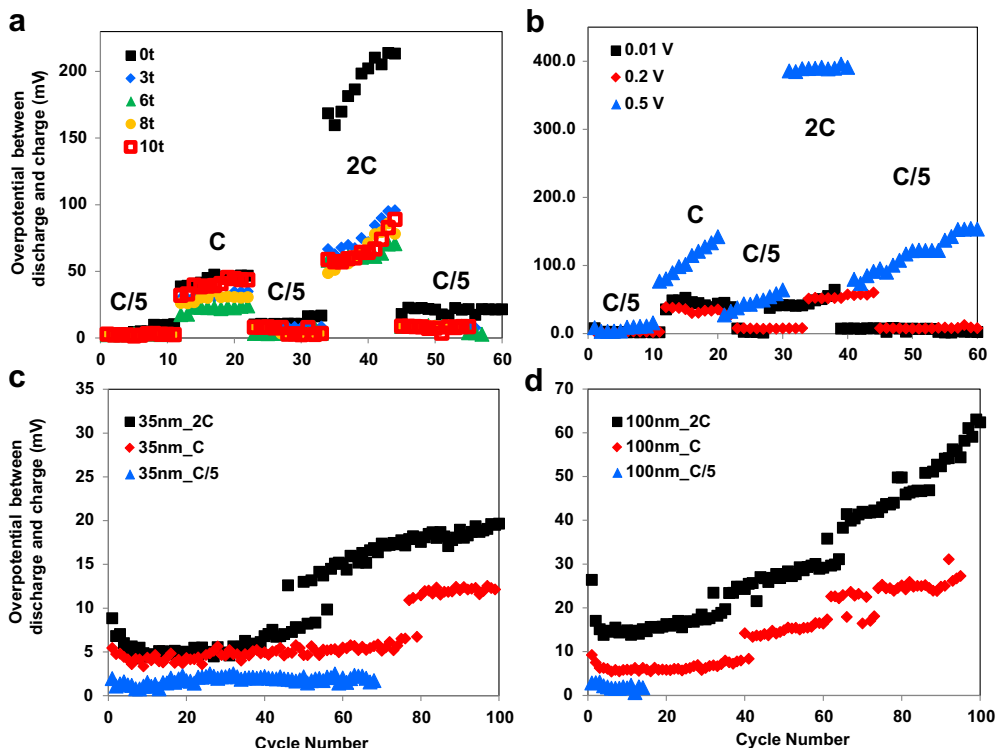 a
Overpotential between
discharge and charge (mV)
0
50
100
150
200
0
10
20
30
40
50
60
0t
3t
6t
8t
10t
C/5
C
C/5
2C
C/5
b
0.0
100.0
200.0
300.0
400.0
0
10
20
30
40
50
60
0.01 V
0.2 V
0.5 V
C/5
C
C/5
2C
C/5
c
Overpotential between
discharge and charge (mV)
0
5
10
15
20
25
30
35
0
20
40
60
80
100
Cycle Number
35nm_2C
35nm_C
35nm_C/5
d
0
10
20
30
40
50
60
70
0
20
40
60
80
100
Cycle Number
100nm_2C
100nm_C
100nm_C/5